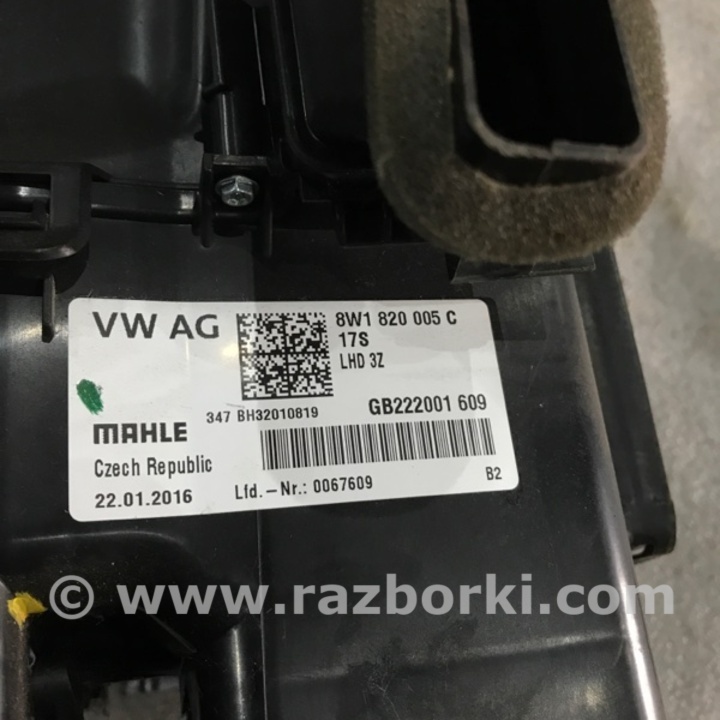 VW AG
8W1 820 005 C
17S
LHD 3Z
347 BH32010819
GB222001 609
MAHLE
Czech Republic
22.01.2016
Lfd.-Nr.: 0067609
B2
© www.razborki.com